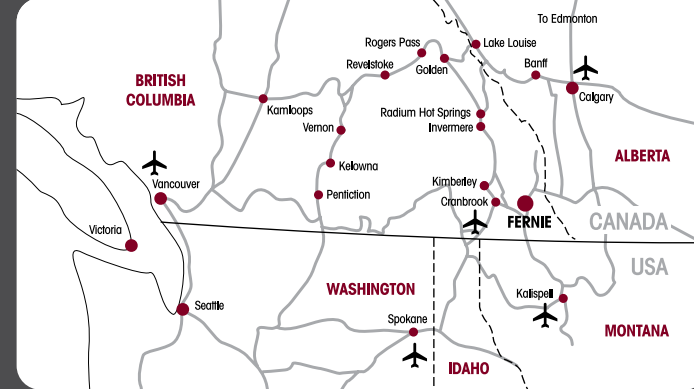 To Edmonton
Rogers Pass
Lake Louise
Revelstoke
Golden
Banff
BRITISH
COLUMBIA
Calgary
Kamloops
Radium Hot Springs
Vernon
Invermere
ALBERTA
Kelowna
Vancouver
Kimberley
Pentiction
Cranbrook
FERNIE
CANADA
Victoria
USA
WASHINGTON
Kalispell
Seattle
Spokane
MONTANA
IDAHO